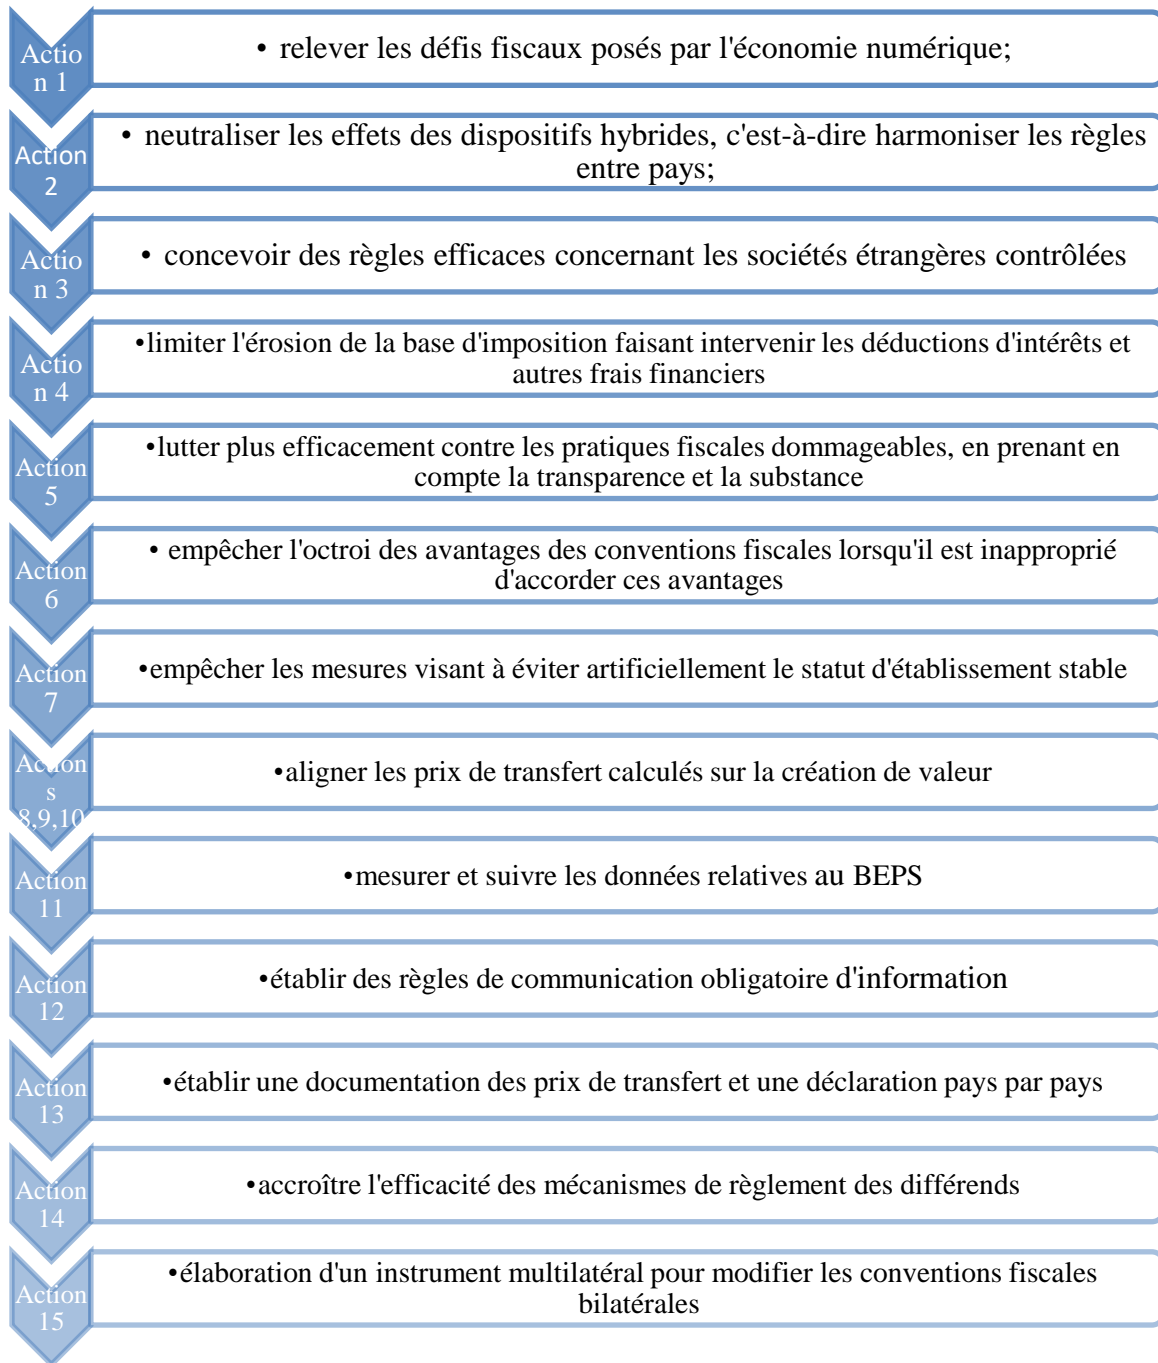 Actio
n 1
• relever les défis fiscaux posés par l'économie numérique;
Action
2
• neutraliser les effets des dispositifs hybrides, c'est-à-dire harmoniser les règles
entre pays;
Actio
n 3
• concevoir des règles efficaces concernant les sociétés étrangères contrôlées
Actio
n 4
•limiter l'érosion de la base d'imposition faisant intervenir les déductions d'intérêts et
autres frais financiers
Action
5
•lutter plus efficacement contre les pratiques fiscales dommageables, en prenant en
compte la transparence et la substance
Action
6
• empêcher l'octroi des avantages des conventions fiscales lorsqu'il est inapproprié
d'accorder ces avantages
Action
7
•empêcher les mesures visant à éviter artificiellement le statut d'établissement stable
Action
s
8,9,10
•aligner les prix de transfert calculés sur la création de valeur
Action
11
•mesurer et suivre les données relatives au BEPS
Action
12
•établir des règles de communication obligatoire d'information
Action
13
•établir une documentation des prix de transfert et une déclaration pays par pays
Action
14
•accroître l'efficacité des mécanismes de règlement des différends
Action
15
•élaboration d'un instrument multilatéral pour modifier les conventions fiscales
bilatérales